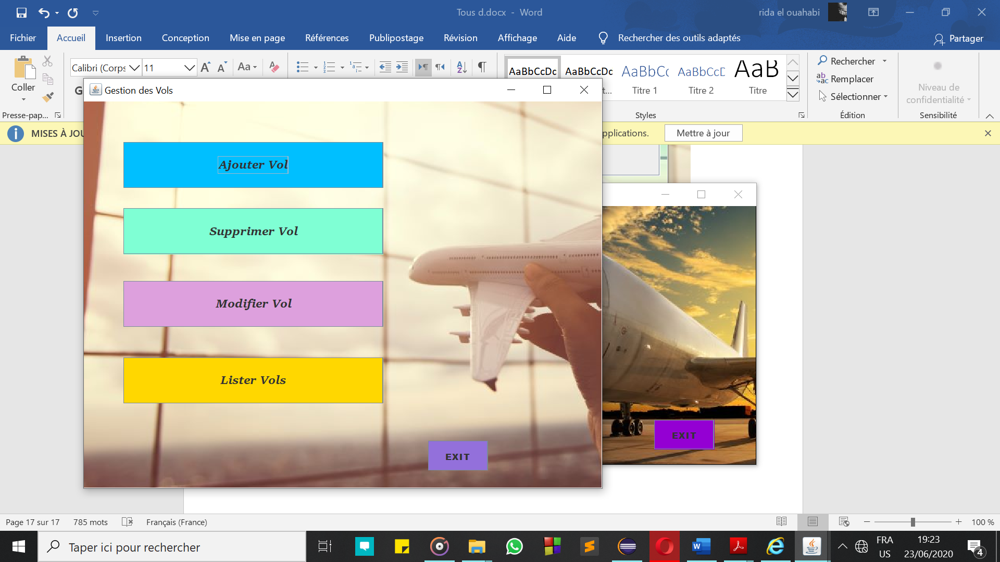 Tous d.docx - Word
rida el ouahabi
Fichier Accueil Insertion Conception Mise en page Références Publipostage Révision Affichage Aide Rechercher des outils adaptés Partager
Calibri (Corps 11 Aa
AaBbCcDc AaBbCcDc AaBbCc AaBbCcD AaB
Coller
G
t... Titre 1 Titre 2 Titre
Rechercher
Remplacer
Sélectionner
Niveau de
confidentialité
Presse-pap... Styles Édition Sensibilité
MISES À JOU pplications. Mettre à jour
Gestion des Vols
Ajouter Vol
Supprimer Vol
Modifier Vol
Lister Vols
EXIT
EXIT
Page 17 sur 17 785 mots Français (France) 100 %
Taper ici pour rechercher
FRA
US
19:23
23/06/2020
4